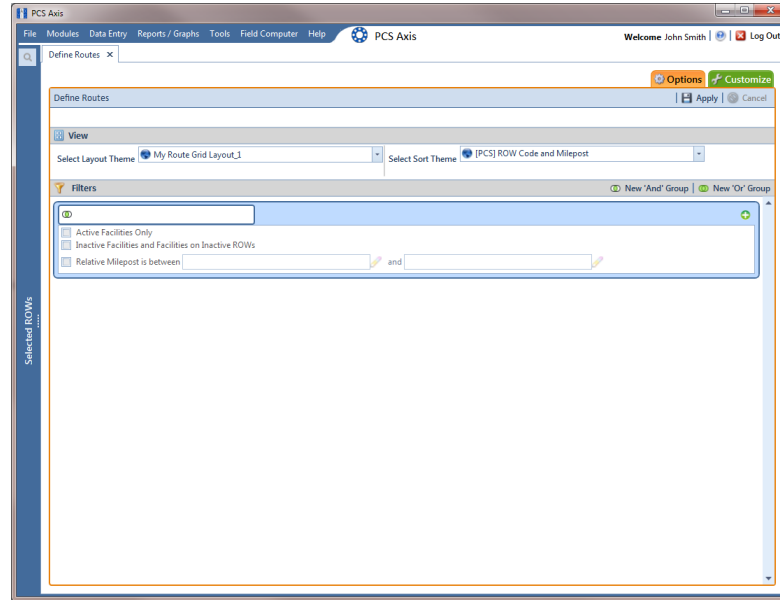 PCS Axis
File Modules Data Entry Reports / Graphs Tools Field Computer Help PCS Axis Welcome John Smith Log Out
Define Routes
Options Customize
Define Routes Apply Cancel
View
Select Layout Theme My Route Grid Layout_1 Select Sort Theme [PCS] ROW Code and Milepost
Filters New 'And' Group New 'Or' Group
Active Facilities Only
Inactive Facilities and Facilities on Inactive ROWs
Relative Milepost is between and
Selected ROWs